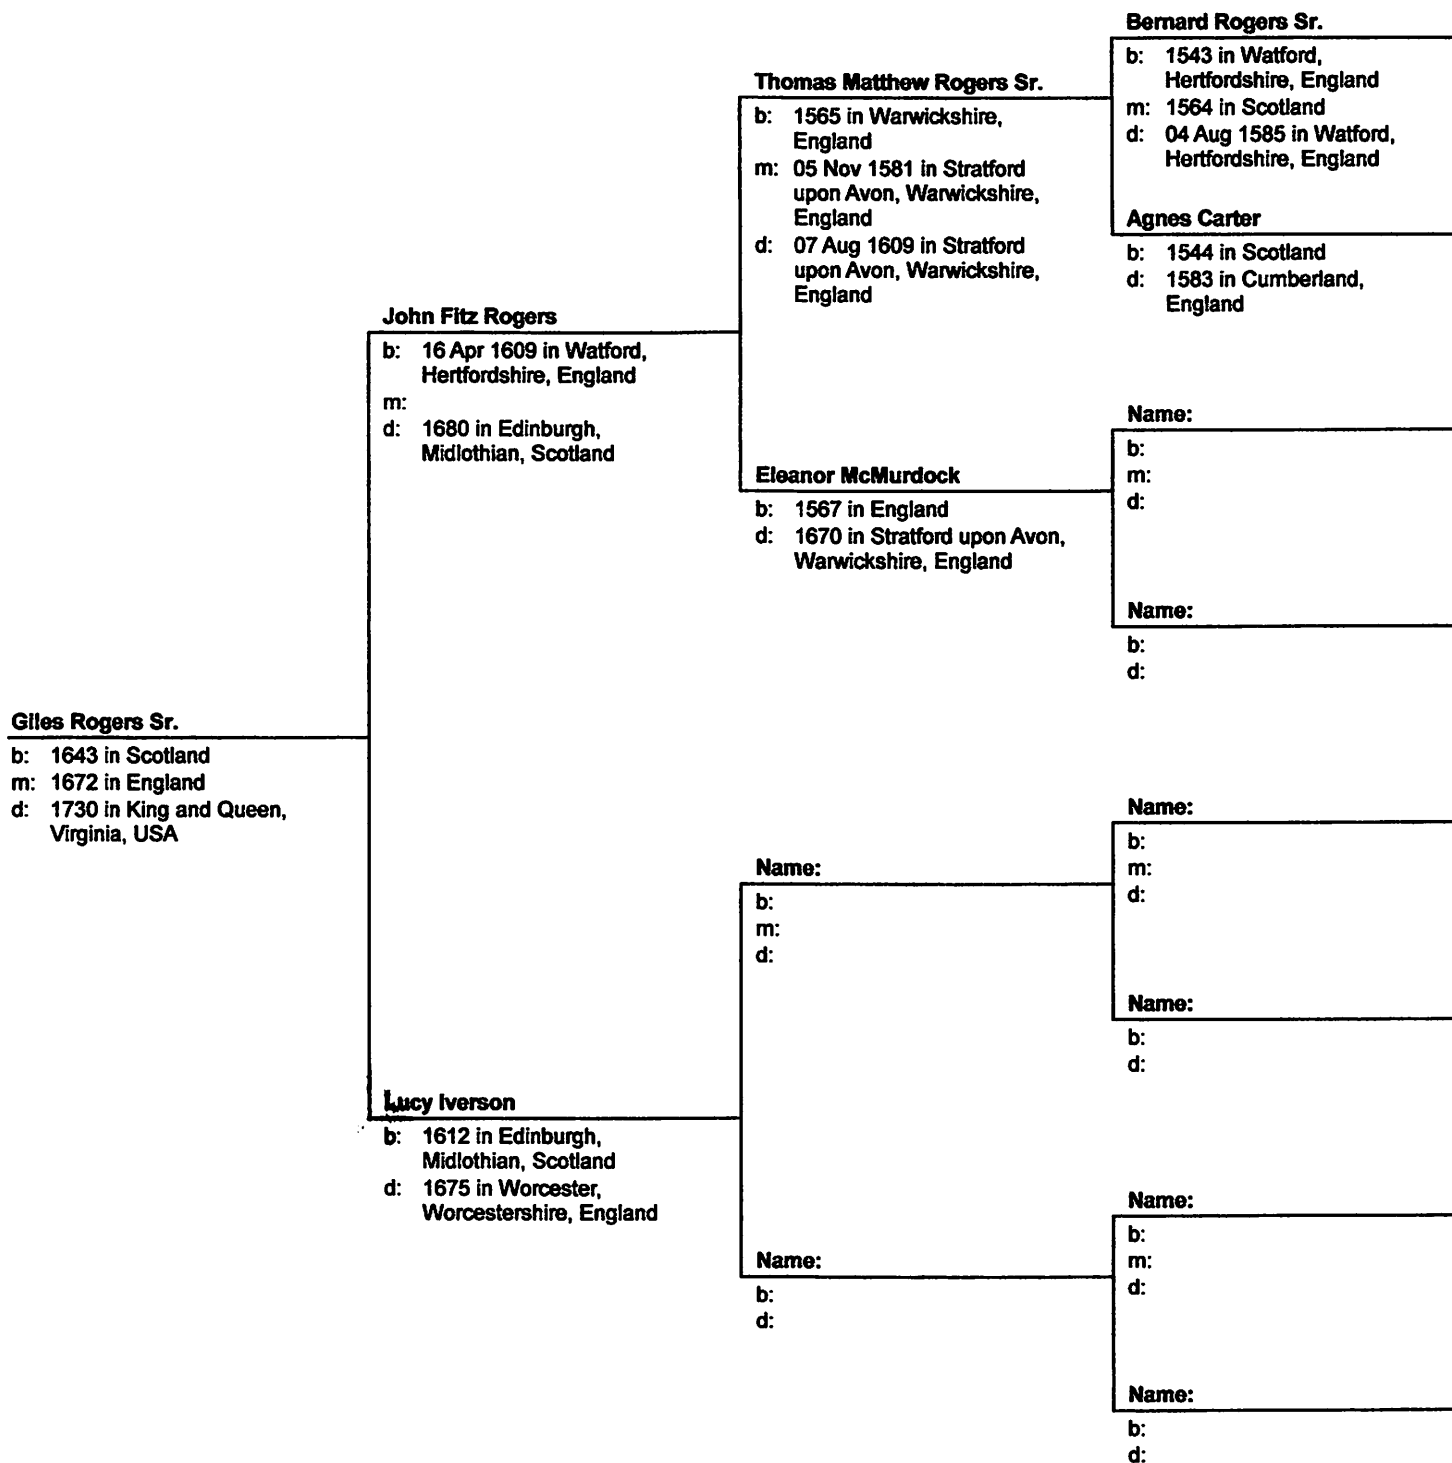 Bernard Rogers Sr.
b: 1543 in Watford,
Hertfordshire, England
m: 1564 in Scotland
d: 04 Aug 1585 in Watford,
Hertfordshire, England
Thomas Matthew Rogers Sr.
b: 1565 in Warwickshire,
England
m: 05 Nov 1581 in Stratford
upon Avon, Warwickshire,
England
d: 07 Aug 1609 in Stratford
upon Avon, Warwickshire,
England
Agnes Carter
b: 1544 in Scotland
d: 1583 in Cumberland,
England
John Fitz Rogers
b: 16 Apr 1609 in Watford,
Hertfordshire, England
m:
d: 1680 in Edinburgh,
Midlothian, Scotland
Name:
b:
m:
d:
Eleanor McMurdock
b: 1567 in England
d: 1670 in Stratford upon Avon,
Warwickshire, England
Name:
b:
d:
Giles Rogers Sr.
b: 1643 in Scotland
m: 1672 in England
d: 1730 in King and Queen,
Virginia, USA
Name:
b:
m:
d:
Name:
b:
m:
d:
Name:
b:
d:
Lucy Iverson
b: 1612 in Edinburgh,
Midlothian, Scotland
d: 1675 in Worcester,
Worcestershire, England
Name:
b:
m:
d:
Name:
b:
d:
Name:
b:
d: